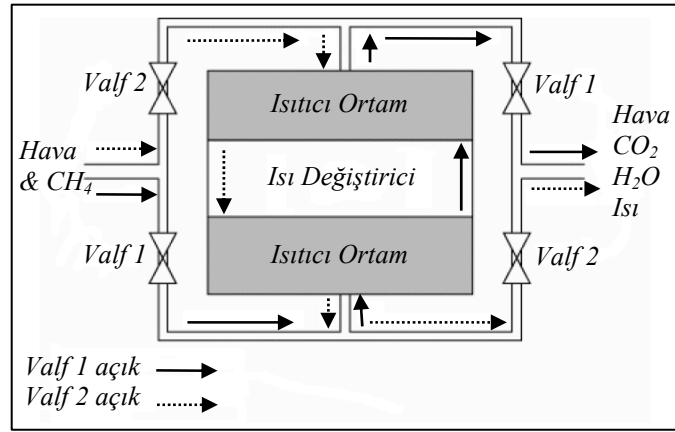 Valf 2
Isıtıcı Ortam
Valf 1
Hava
& CH4
Isı Değiştirici
Hava
CO2
H2O
Isı
Valf 1
Isıtıcı Ortam
Valf 2
Valf 1 açık
Valf 2 açık